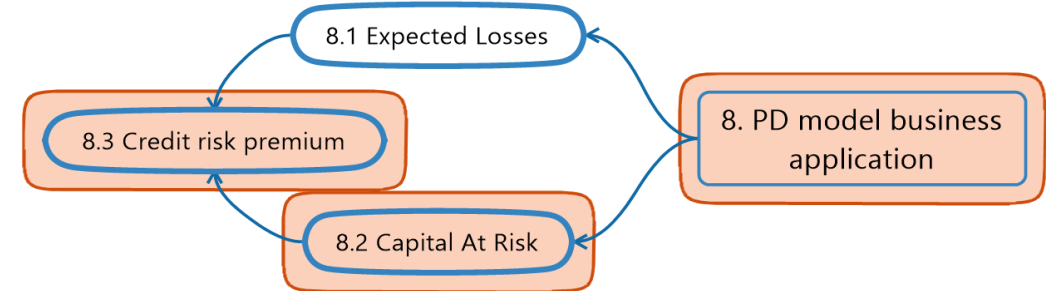 8.1 Expected Losses
8. PD model business
application
8.3 Credit risk premium
8.2 Capital At Risk